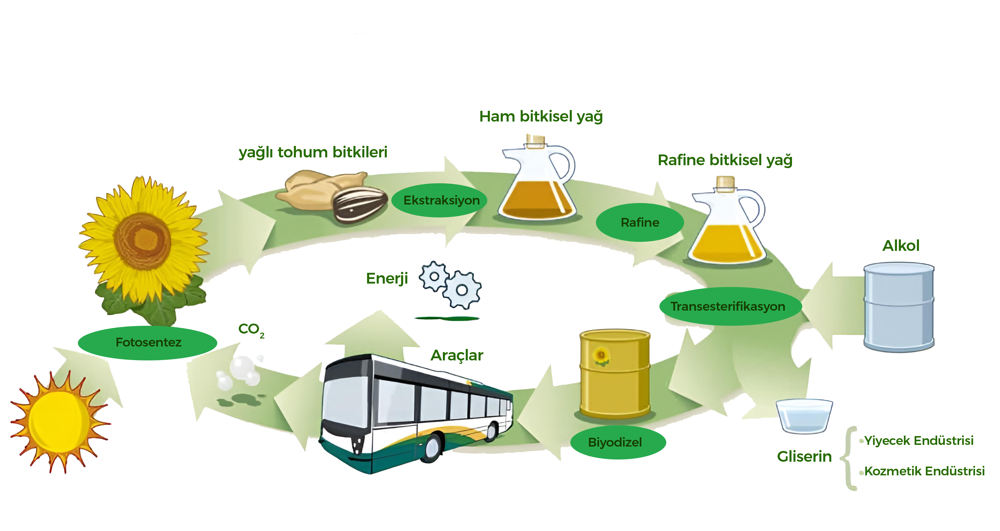 Ham bitkisel yağ
yağlı tohum bitkileri
Rafine bitkisel yağ
Ekstraksiyon
Rafine
Alkol
Enerji
Transesterifikasyon
CO₂
Fotosentez
Araçlar
Biyodizel
Gliserin
•Yiyecek Endüstrisi
•Kozmetik Endüstrisi